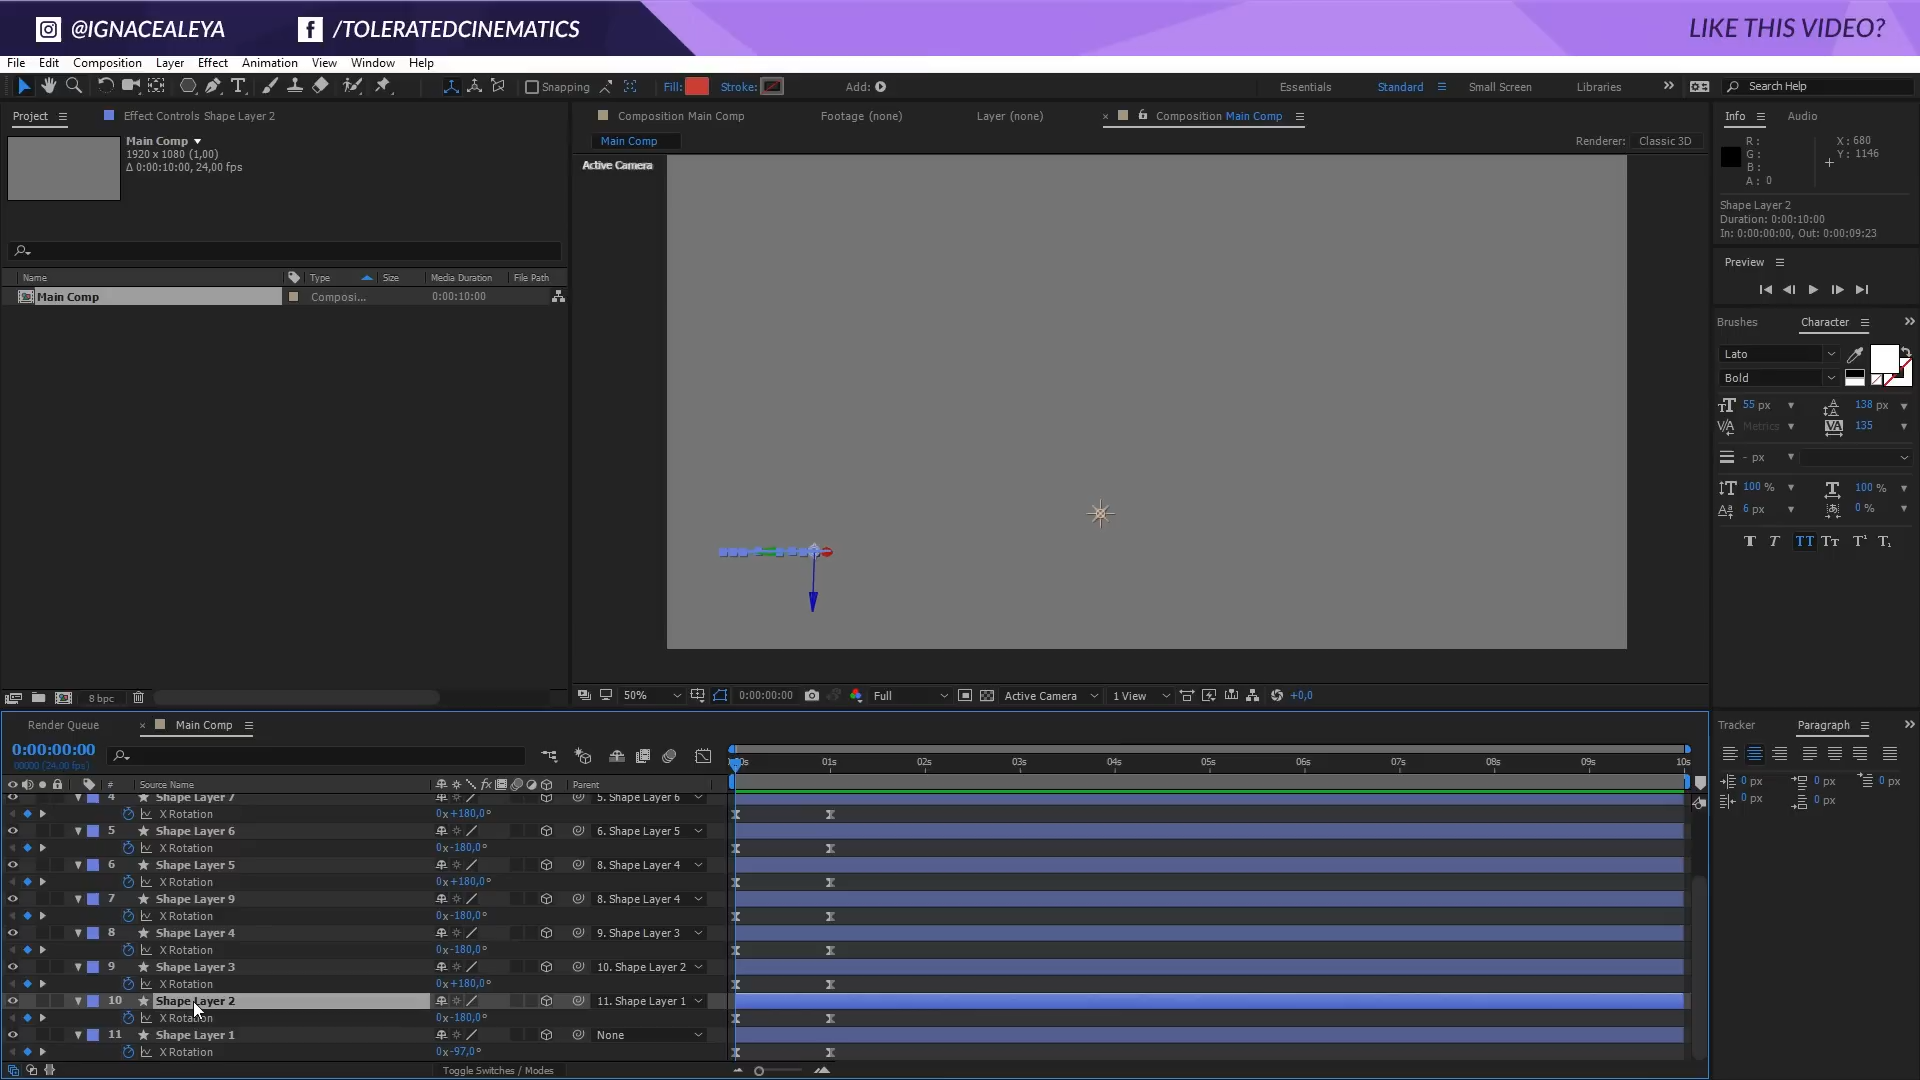 @IGNACEALEYA /TOLERATEDCINEMATICS LIKE THIS VIDEO?
File Edit Composition Layer Effect Animation View Window Help
Snapping Fill: Stroke: Add: Essentials Standard Small Screen Libraries Search Help
Project Effect Controls Shape Layer 2 Composition Main Comp Footage (none) Layer (none) Composition Main Comp Info Audio
Main Comp
1920 x 1080 (1,00)
Δ 0:00:10:00, 24,00 fps
Main Comp Renderer: Classic 3D
Active Camera
R: X: 680
G: Y: 1146
B:
A: 0
Shape Layer 2
Duration: 0:00:10:00
In: 0:00:00:00, Out: 0:00:09:23
Preview
Name Type Size Media Duration File Path
Main Comp Composi... 0:00:10:00
Brushes Character
Lato
Bold
55 px 138 px
Metrics 135
- px
100 % 100 %
6 px 0 %
8 bpc 50% 0:00:00:00 Full Active Camera 1 View +0,0
Render Queue Main Comp Tracker Paragraph
0:00:00:00
00000 (24.00 fps)
01s 02s 03s 04s 05s 06s 07s 08s 09s 10s
# Source Name Parent
0 px 0 px 0 px
0 px 0 px
4 Shape Layer 7 5. Shape Layer 6
X Rotation 0x+180,0°
5 Shape Layer 6 6. Shape Layer 5
X Rotation 0x-180,0°
6 Shape Layer 5 8. Shape Layer 4
X Rotation 0x+180,0°
7 Shape Layer 9 8. Shape Layer 4
X Rotation 0x-180,0°
8 Shape Layer 4 9. Shape Layer 3
X Rotation 0x-180,0°
9 Shape Layer 3 10. Shape Layer 2
X Rotation 0x+180,0°
10 Shape Layer 2 11. Shape Layer 1
X Rotation 0x-180,0°
11 Shape Layer 1 None
X Rotation 0x-97,0°
Toggle Switches / Modes